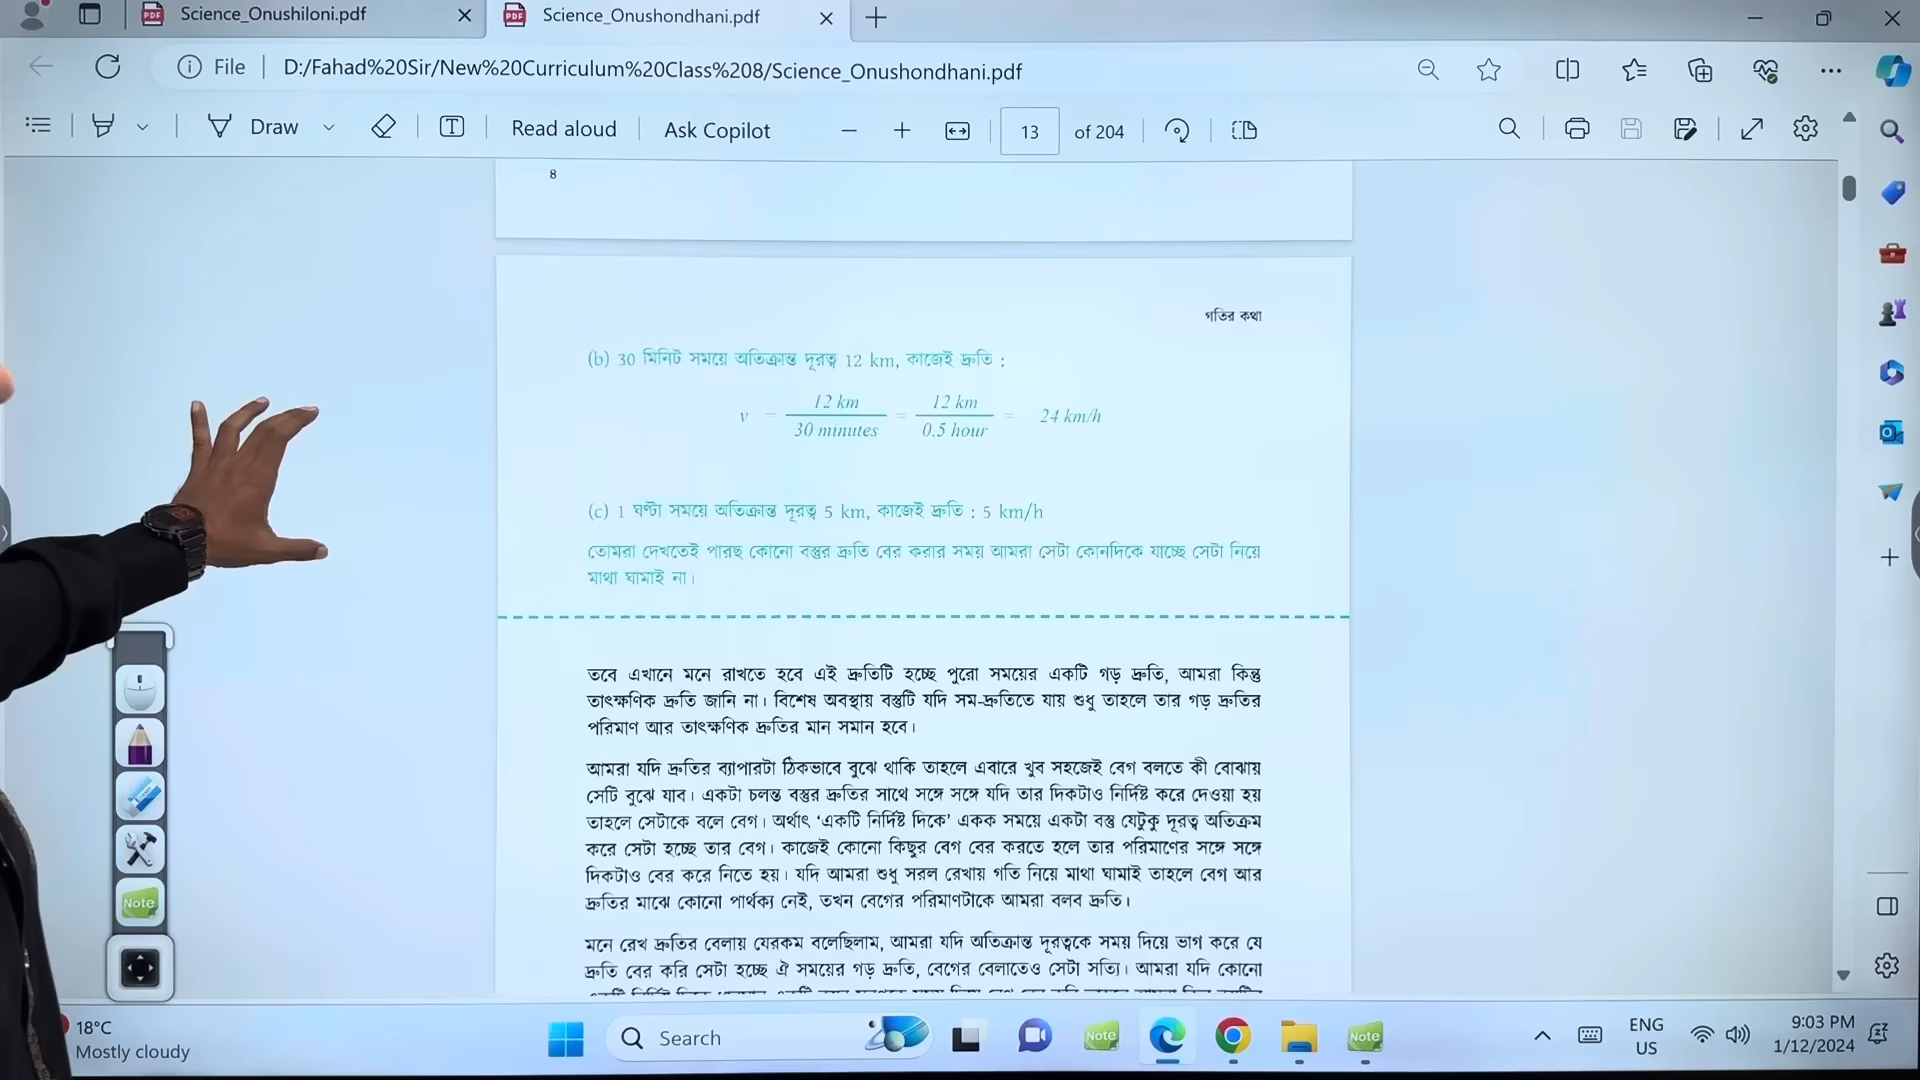 Science_Onushiloni.pdf
Science_Onushondhani.pdf
File
D:/Fahad%20Sir/New%20Curriculum%20Class%208/Science_Onushondhani.pdf
Draw
Read aloud
Ask Copilot
13 of 204
8
গতির কথা
(b) 30 মিনিট সময়ে অতিক্রান্ত দূরত্ব 12 km, কাজেই দ্রুতি :
v = 12 km / 30 minutes = 12 km / 0.5 hour = 24 km/h
(c) 1 ঘণ্টা সময়ে অতিক্রান্ত দূরত্ব 5 km, কাজেই দ্রুতি : 5 km/h
তোমরা দেখতেই পারছ কোনো বস্তুর দ্রুতি বের করার সময় আমরা সেটা কোনদিকে যাচ্ছে সেটা নিয়ে
মাথা ঘামাই না।
তবে এখানে মনে রাখতে হবে এই দ্রুতিটি হচ্ছে পুরো সময়ের একটি গড় দ্রুতি, আমরা কিন্তু
তাৎক্ষণিক দ্রুতি জানি না। বিশেষ অবস্থায় বস্তুটি যদি সম-দ্রুতিতে যায় শুধু তাহলে তার গড় দ্রুতির
পরিমাণ আর তাৎক্ষণিক দ্রুতির মান সমান হবে।
আমরা যদি দ্রুতির ব্যাপারটা ঠিকভাবে বুঝে থাকি তাহলে এবারে খুব সহজেই বেগ বলতে কী বোঝায়
সেটি বুঝে যাব। একটা চলন্ত বস্তুর দ্রুতির সাথে সঙ্গে সঙ্গে যদি তার দিকটাও নির্দিষ্ট করে দেওয়া হয়
তাহলে সেটাকে বলে বেগ। অর্থাৎ ‘একটি নির্দিষ্ট দিকে’ একক সময়ে একটা বস্তু যেটুকু দূরত্ব অতিক্রম
করে সেটা হচ্ছে তার বেগ। কাজেই কোনো কিছুর বেগ বের করতে হলে তার পরিমাণের সঙ্গে সঙ্গে
দিকটাও বের করে নিতে হয়। যদি আমরা শুধু সরল রেখায় গতি নিয়ে মাথা ঘামাই তাহলে বেগ আর
দ্রুতির মাঝে কোনো পার্থক্য নেই, তখন বেগের পরিমাণটাকে আমরা বলব দ্রুতি।
মনে রেখ দ্রুতির বেলায় যেরকম বলেছিলাম, আমরা যদি অতিক্রান্ত দূরত্বকে সময় দিয়ে ভাগ করে যে
দ্রুতি বের করি সেটা হচ্ছে ঐ সময়ের গড় দ্রুতি, বেগের বেলাতেও সেটা সত্যি। আমরা যদি কোনো
Note
18°C
Mostly cloudy
Search
Note
Note
ENG
US
9:03 PM
1/12/2024